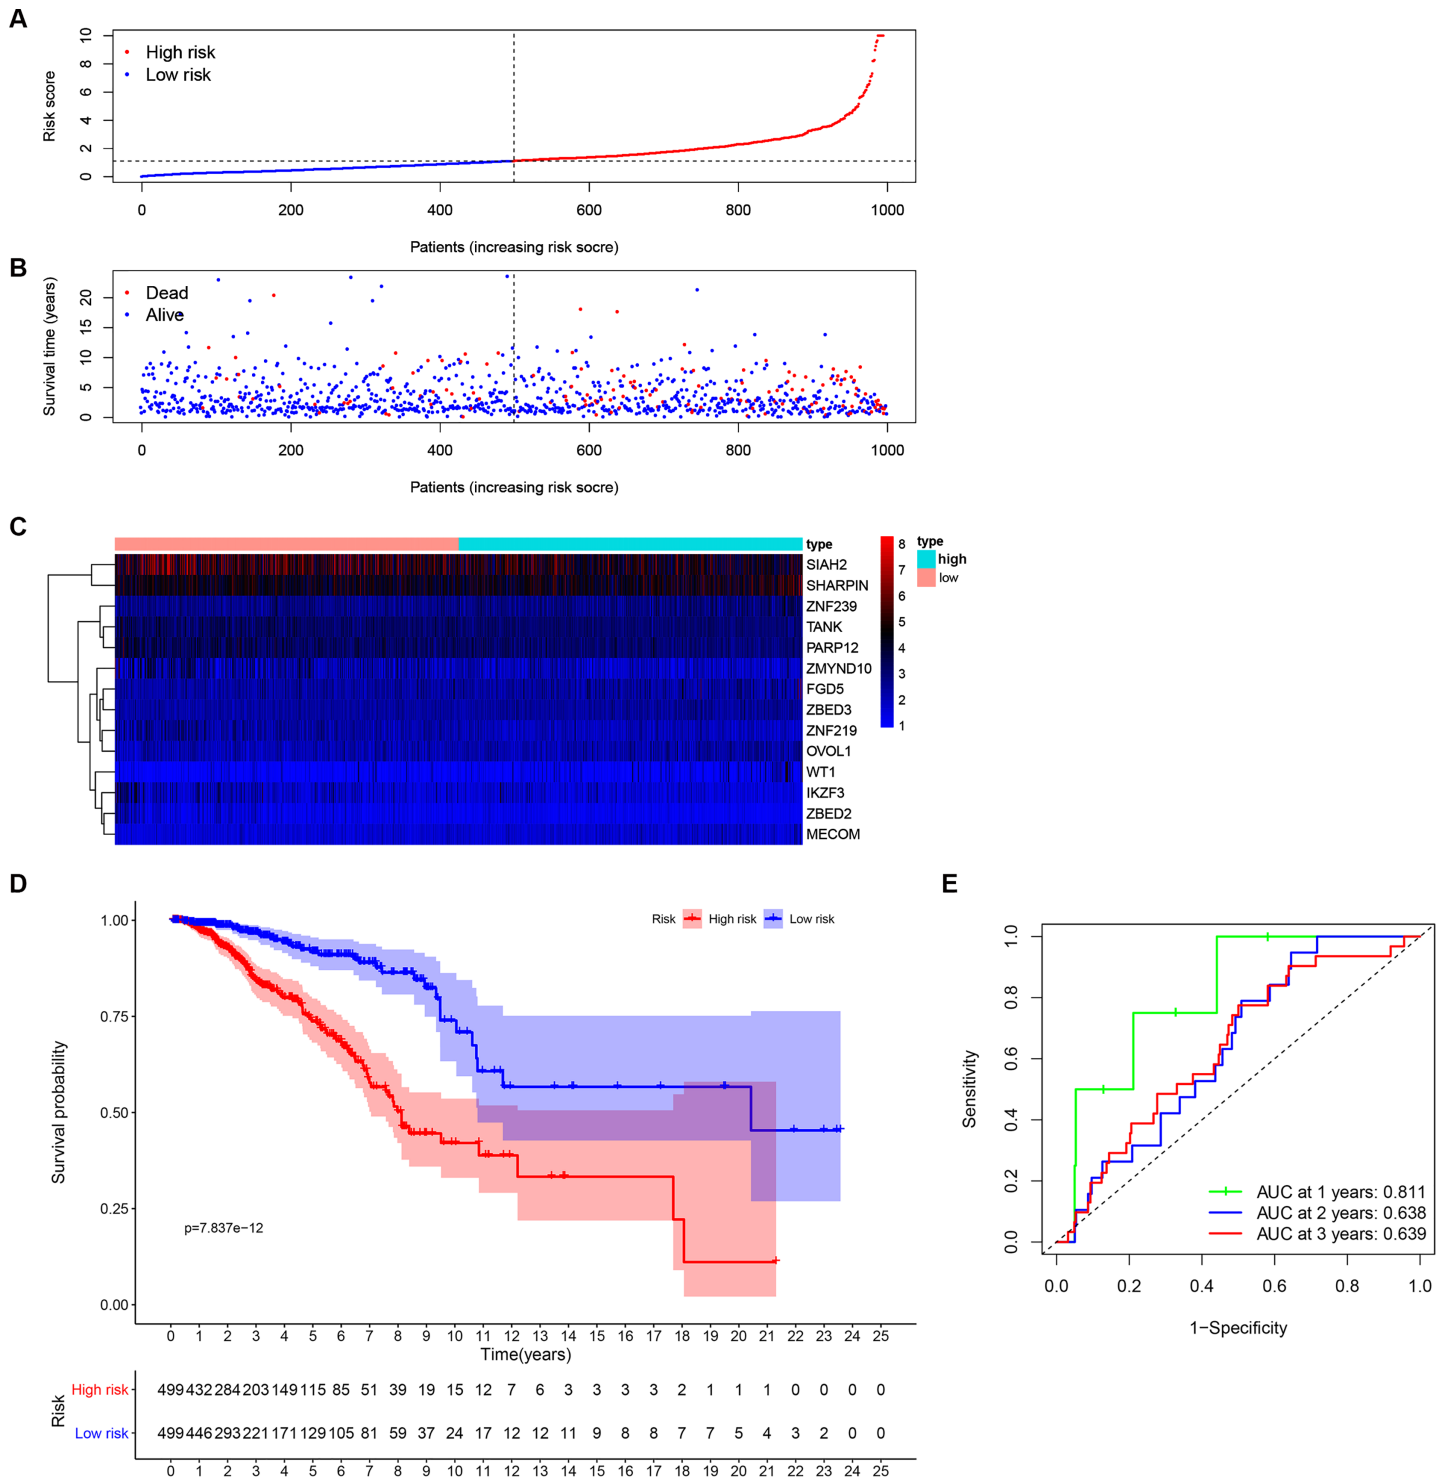 A
Risk score
10
8
6
4
2
0
High risk
Low risk
0 200 400 600 800 1000
Patients (increasing risk socre)
B
Survival time (years)
20
15
10
5
0
Dead
Alive
0 200 400 600 800 1000
Patients (increasing risk socre)
C
type
SIAH2
SHARPIN
ZNF239
TANK
PARP12
ZMYND10
FGD5
ZBED3
ZNF219
OVOL1
WT1
IKZF3
ZBED2
MECOM
8
7
6
5
4
3
2
1
type
high
low
D
Survival probability
1.00
0.75
0.50
0.25
0.00
Risk High risk Low risk
p=7.837e−12
0 1 2 3 4 5 6 7 8 9 10 11 12 13 14 15 16 17 18 19 20 21 22 23 24 25
Time(years)
Risk
High risk 499 432 284 203 149 115 85 51 39 19 15 12 7 6 3 3 3 3 2 1 1 1 0 0 0 0
Low risk 499 446 293 221 171 129 105 81 59 37 24 17 12 12 11 9 8 8 7 7 5 4 3 2 0 0
0 1 2 3 4 5 6 7 8 9 10 11 12 13 14 15 16 17 18 19 20 21 22 23 24 25
E
Sensitivity
1.0
0.8
0.6
0.4
0.2
0.0
AUC at 1 years: 0.811
AUC at 2 years: 0.638
AUC at 3 years: 0.639
0.0 0.2 0.4 0.6 0.8 1.0
1−Specificity